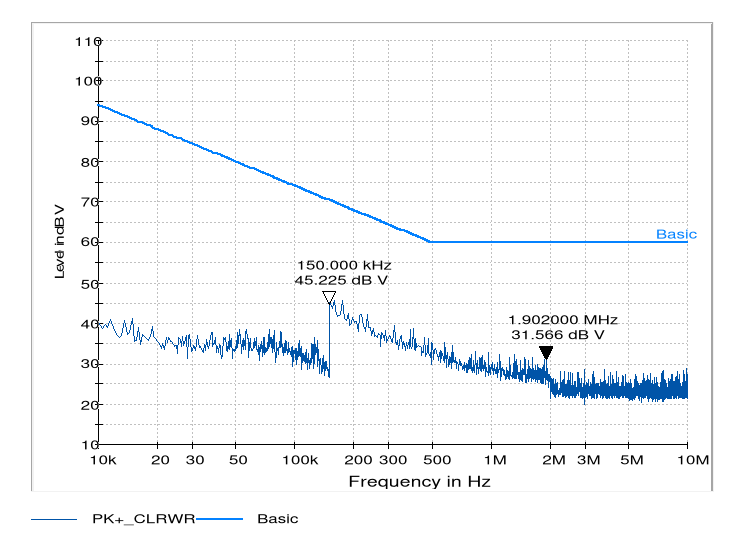 110
100
90
80
70
60
50
40
30
20
10
Level in dB V
Basic
150.000 kHz
45.225 dB V
1.902000 MHz
31.566 dB V
10k 20 30 50 100k 200 300 500 1M 2M 3M 5M 10M
Frequency in Hz
PK+_CLRWR Basic